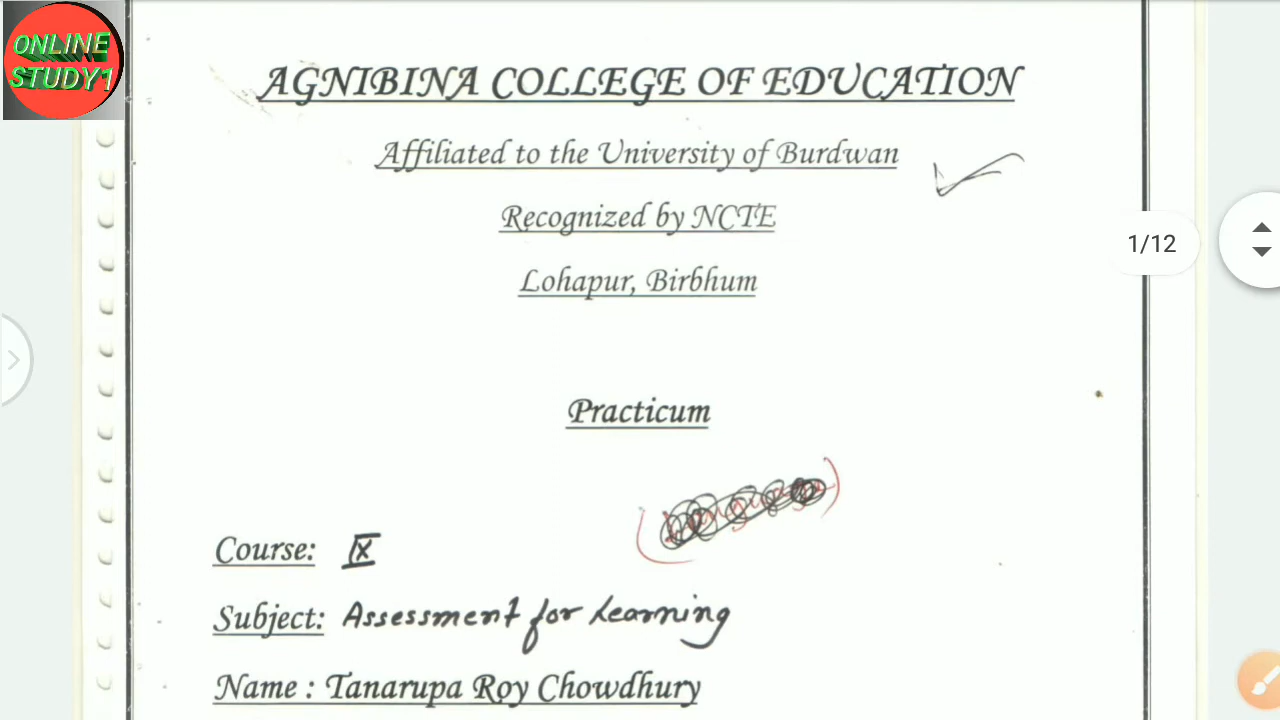 ONLINE
STUDY1
AGNIBINA COLLEGE OF EDUCATION
Affiliated to the University of Burdwan
Recognized by NCTE
1/12
Lohapur, Birbhum
Practicum
Course: IX
Subject: Assessment for Learning
Name : Tanarupa Roy Chowdhury